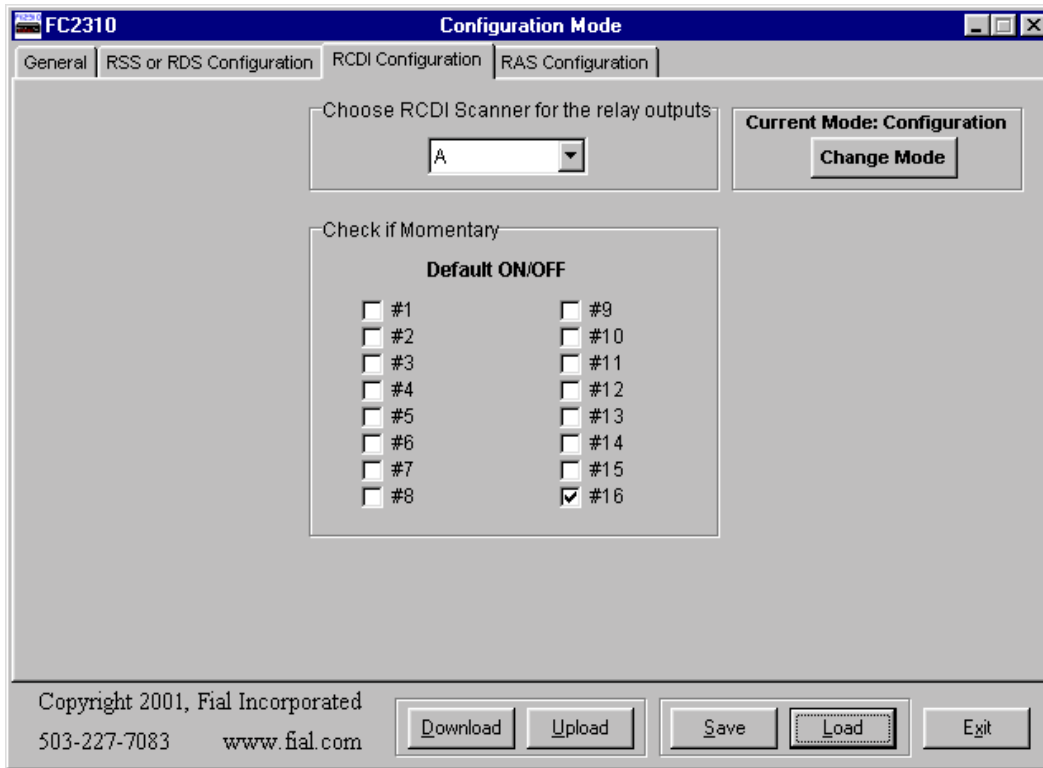 FC2310 Configuration Mode
General RSS or RDS Configuration RCDI Configuration RAS Configuration
Choose RCDI Scanner for the relay outputs
A
Current Mode: Configuration
Change Mode
Check if Momentary
Default ON/OFF
#1 #9
#2 #10
#3 #11
#4 #12
#5 #13
#6 #14
#7 #15
#8 #16
Copyright 2001, Fial Incorporated
503-227-7083 www.fial.com
Download Upload Save Load Exit